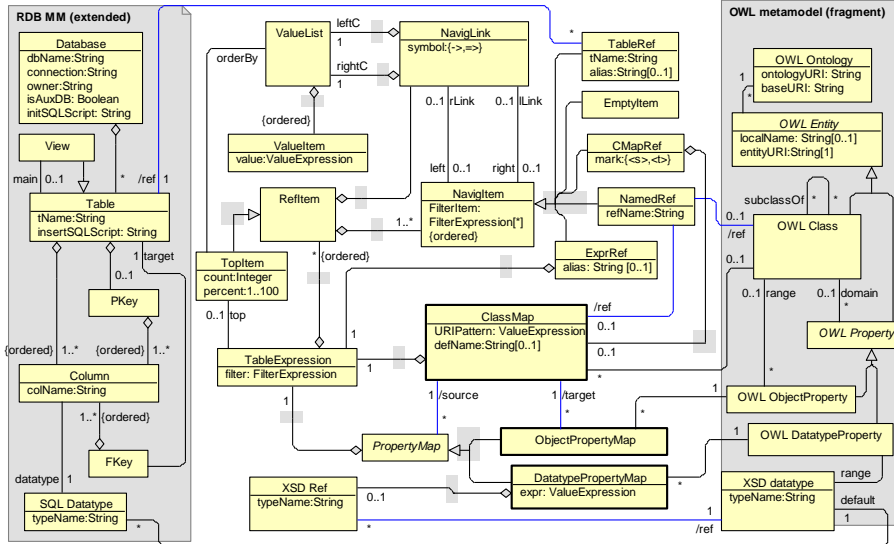 RDB MM (extended)
Database
dbName:String
connection:String
owner:String
isAuxDB: Boolean
initSQLScript: String
View
main
0..1
*
/ref
1
Table
tName:String
insertSQLScript: String
1
target
0..1
PKey
{ordered}
1..*
{ordered}
1..*
Column
colName:String
1..*
{ordered}
FKey
datatype
1
SQL Datatype
typeName:String
*
ValueList
leftC
1
rightC
1
orderBy
{ordered}
ValueItem
value:ValueExpression
NavigLink
symbol:{->,=>}
0..1
rLink
0..1
lLink
left
0..1
right
0..1
RefItem
1..*
*
{ordered}
NavigItem
FilterItem:
FilterExpression[*]
{ordered}
TopItem
count:Integer
percent:1..100
0..1
top
TableExpression
filter: FilterExpression
1
1
1
*
TableRef
tName:String
alias:String[0..1]
EmptyItem
CMapRef
mark:{<s>,<t>}
NamedRef
refName:String
ExprRef
alias: String [0..1]
ClassMap
URIPattern: ValueExpression
defName:String[0..1]
/ref
0..1
0..1
*
1
/source
*
1
/target
*
PropertyMap
ObjectPropertyMap
*
DatatypePropertyMap
expr: ValueExpression
*
XSD Ref
typeName:String
0..1
*
1
/ref
OWL metamodel (fragment)
OWL Ontology
ontologyURI: String
baseURI: String
1
*
OWL Entity
localName: String[0..1]
entityURI:String[1]
subclassOf
*
*
0..1
/ref
0..1
OWL Class
0..1
range
0..1
domain
*
OWL Property
*
1
OWL ObjectProperty
1
OWL DatatypeProperty
range
XSD datatype
typeName:String
default
1